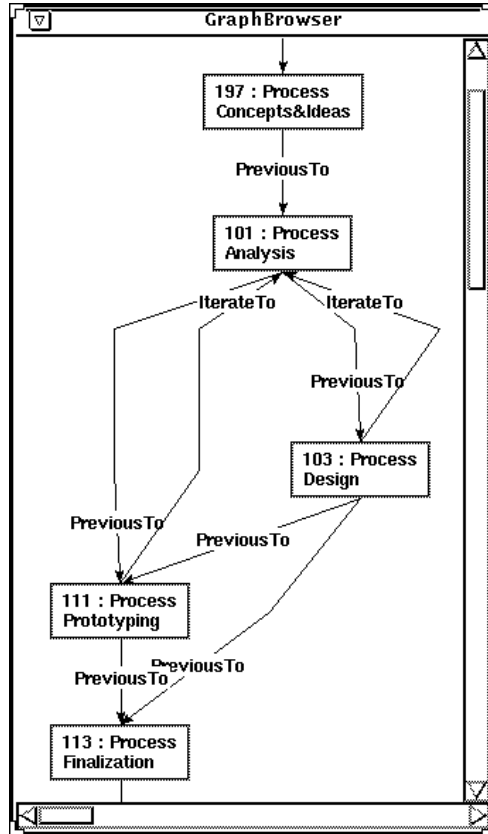 GraphBrowser
197 : Process
Concepts&Ideas
PreviousTo
101 : Process
Analysis
IterateTo
IterateTo
PreviousTo
103 : Process
Design
PreviousTo
PreviousTo
111 : Process
Prototyping
PreviousTo
PreviousTo
113 : Process
Finalization